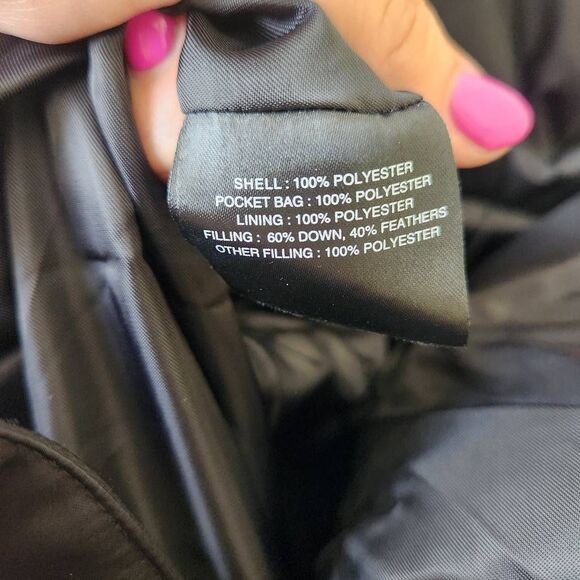 SHELL : 100% POLYESTER
POCKET BAG : 100% POLYESTER
LINING : 100% POLYESTER
FILLING : 60% DOWN, 40% FEATHERS
OTHER FILLING : 100% POLYESTER